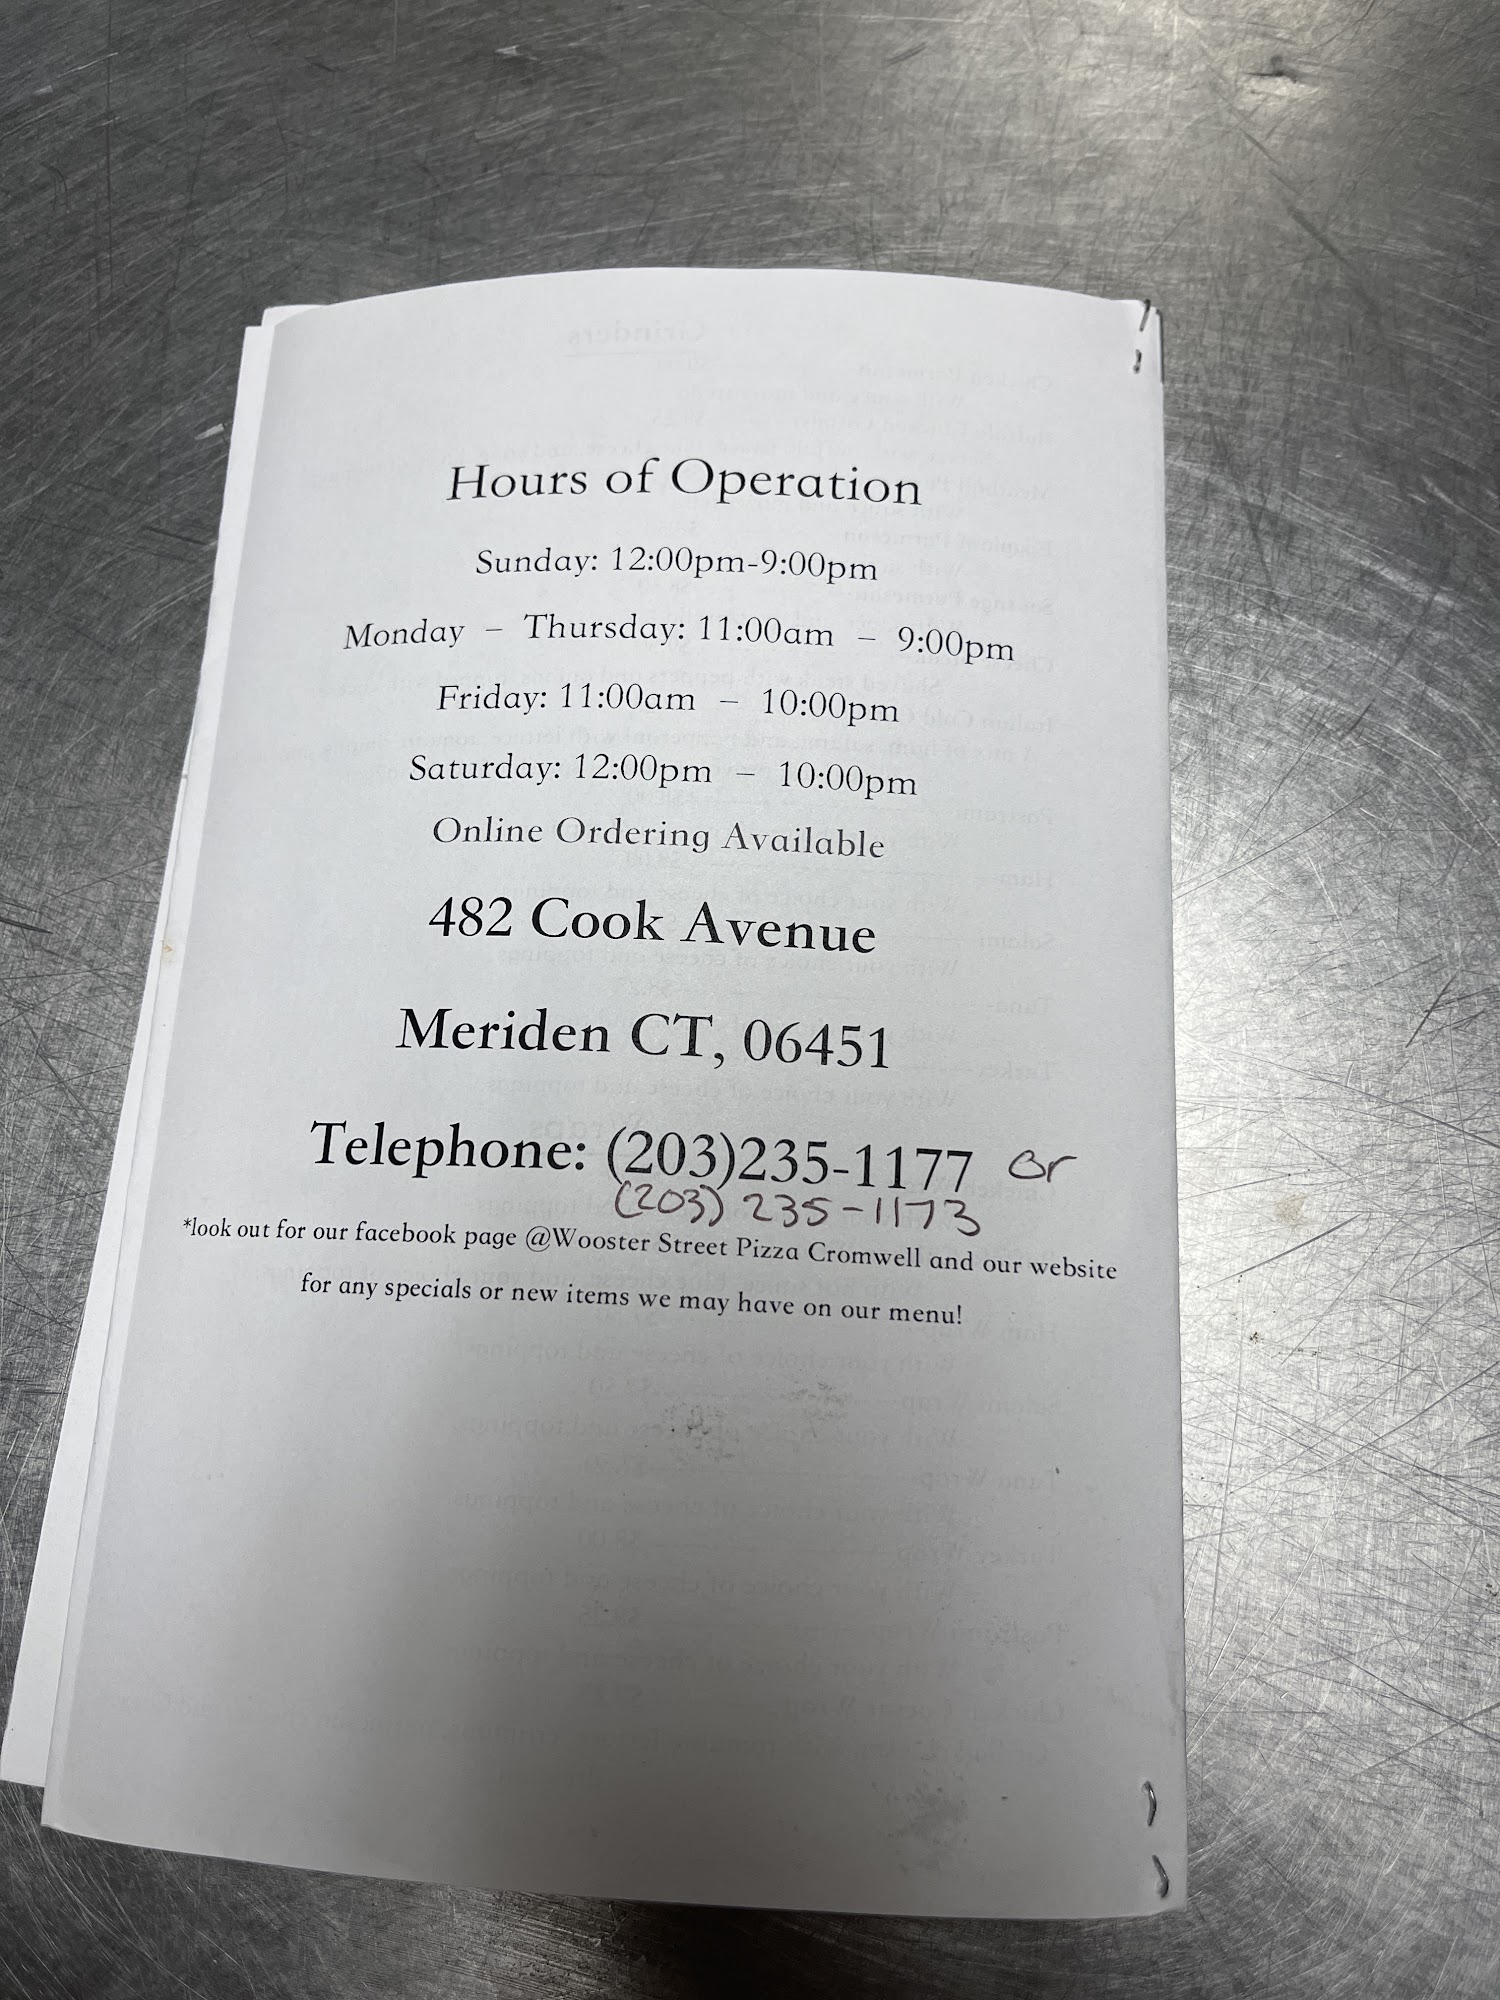 Hours of Operation
Sunday: 12:00pm-9:00pm
Monday – Thursday: 11:00am – 9:00pm
Friday: 11:00am – 10:00pm
Saturday: 12:00pm – 10:00pm
Online Ordering Available
482 Cook Avenue
Meriden CT, 06451
Telephone: (203)235-1177 or
(203) 235-1173
*look out for our facebook page @Wooster Street Pizza Cromwell and our website
for any specials or new items we may have on our menu!